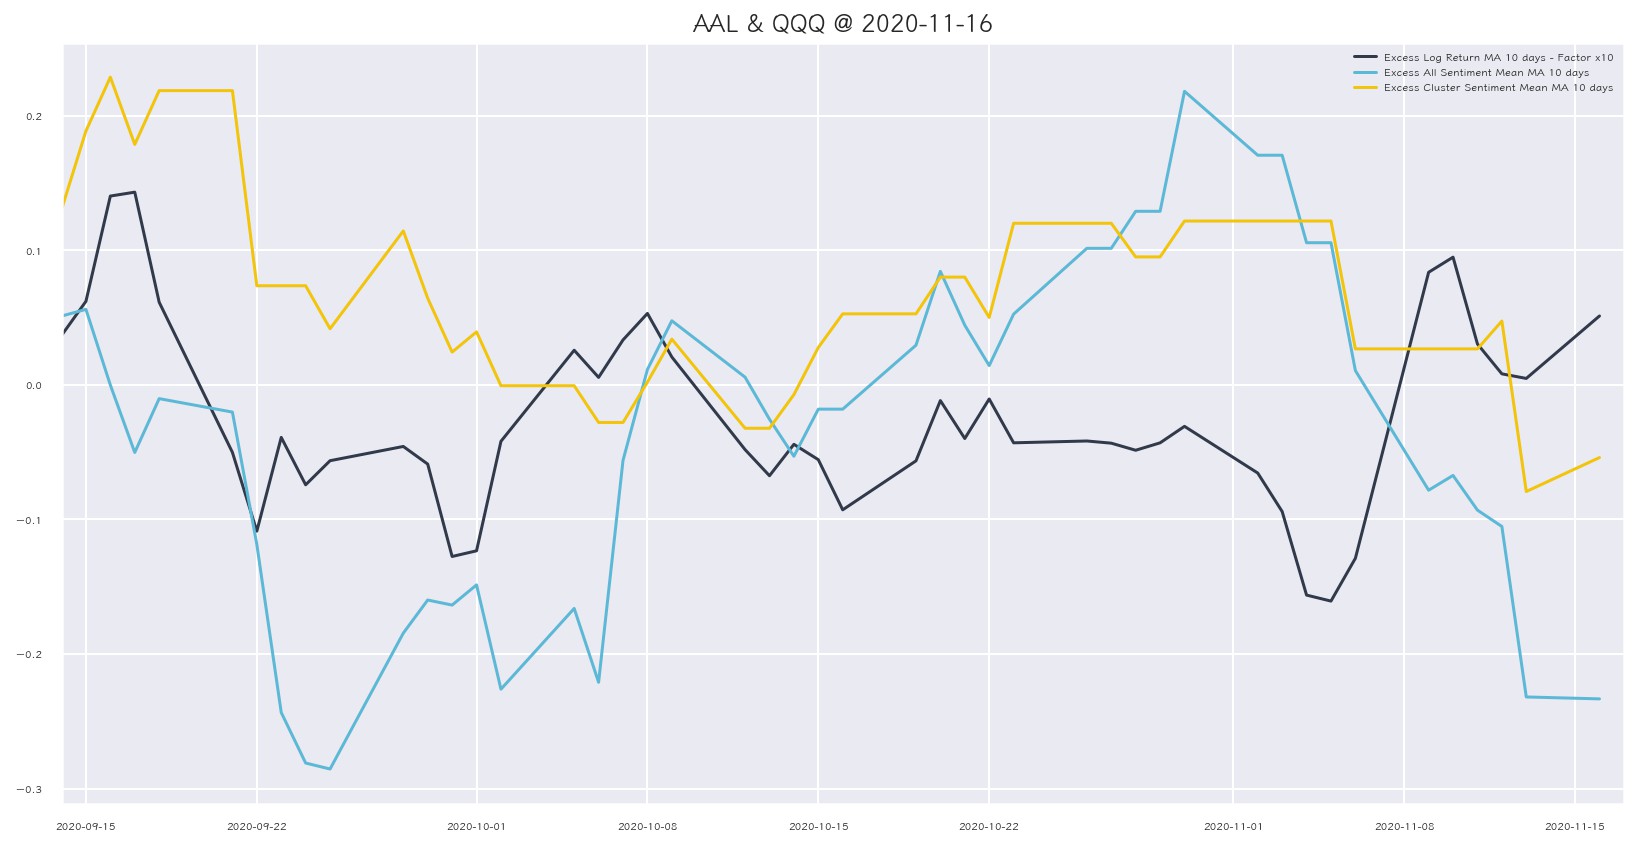 AAL & QQQ @ 2020-11-16
Excess Log Return MA 10 days - Factor x10
Excess All Sentiment Mean MA 10 days
Excess Cluster Sentiment Mean MA 10 days
0.2
0.1
0.0
−0.1
−0.2
−0.3
2020-09-15 2020-09-22 2020-10-01 2020-10-08 2020-10-15 2020-10-22 2020-11-01 2020-11-08 2020-11-15